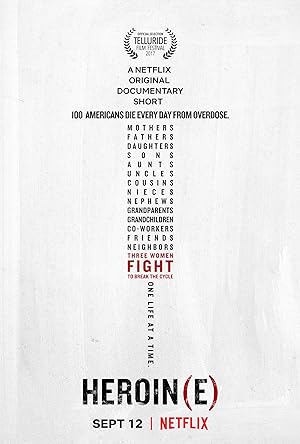 OFFICIAL SELECTION
TELLURIDE
FILM FESTIVAL
2017
A NETFLIX
ORIGINAL
DOCUMENTARY
SHORT
100 AMERICANS DIE EVERY DAY FROM OVERDOSE.
MOTHERS
FATHERS
DAUGHTERS
SONS
AUNTS
UNCLES
COUSINS
NIECES
NEPHEWS
GRANDPARENTS
GRANDCHILDREN
CO-WORKERS
FRIENDS
NEIGHBORS
THREE WOMEN
FIGHT
TO BREAK THE CYCLE
ONE LIFE AT A TIME.
HEROIN(E)
SEPT 12 | NETFLIX